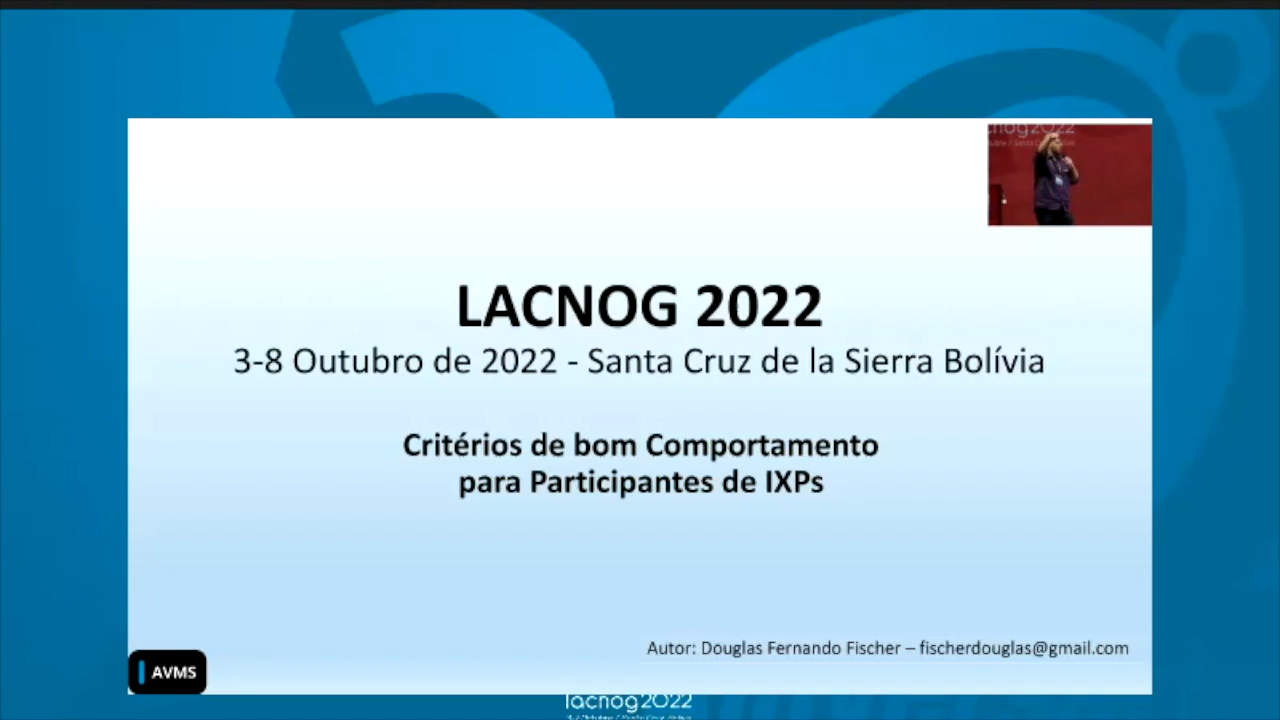 cnog2022
LACNOG 2022
3-8 Outubro de 2022 - Santa Cruz de la Sierra Bolívia
Critérios de bom Comportamento
para Participantes de IXPs
Autor: Douglas Fernando Fischer – fischerdouglas@gmail.com
AVMS
lacnog2022